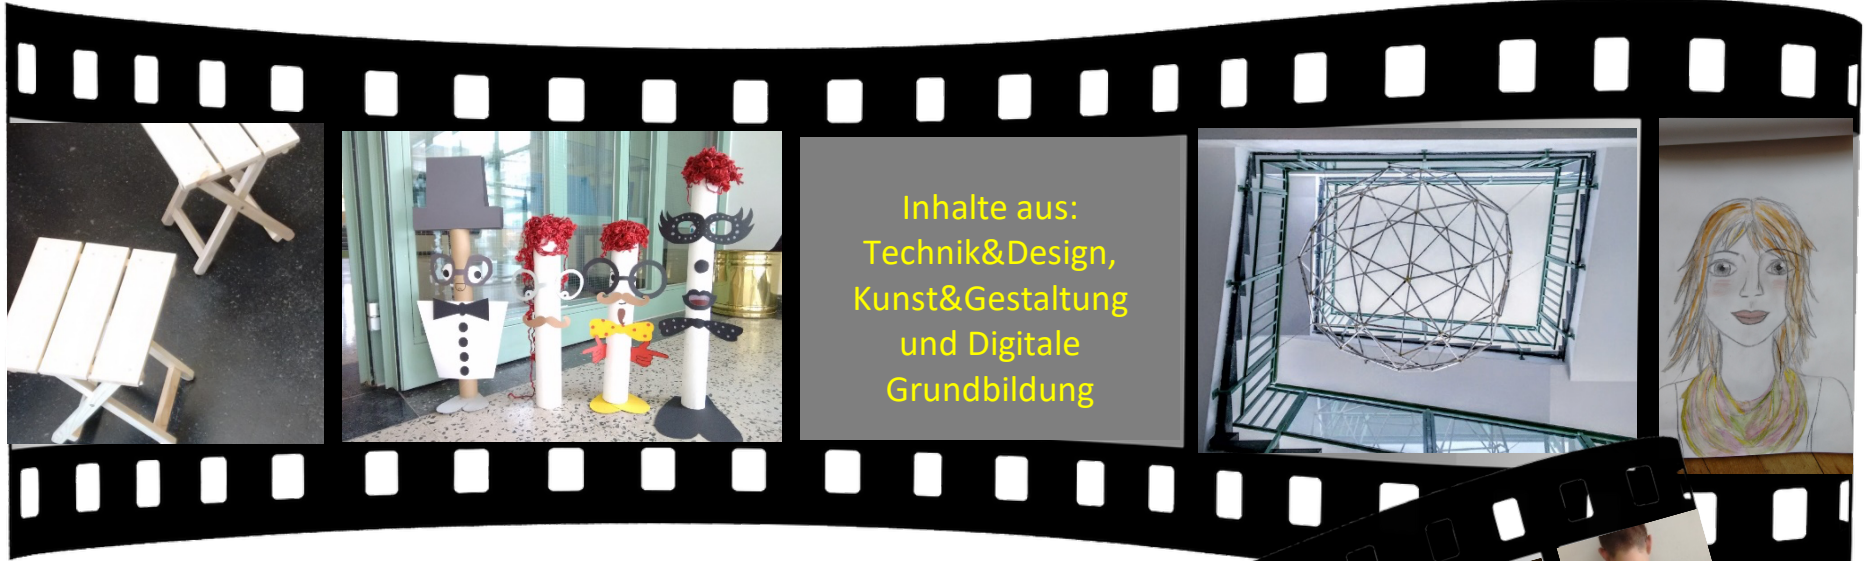 Inhalte aus:
Technik&Design,
Kunst&Gestaltung
und Digitale
Grundbildung